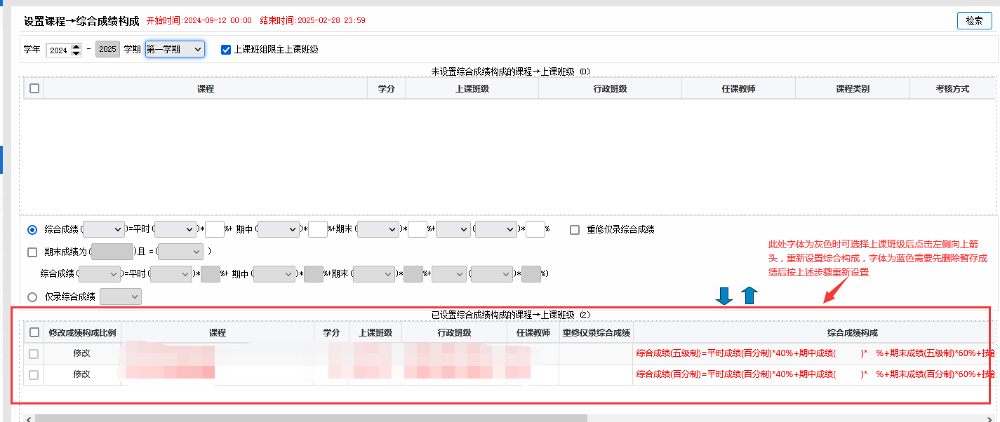 设置课程→综合成绩构成 开始时间:2024-09-12 00:00 结束时间:2025-02-28 23:59 检索
学年 2024 - 2025 学期 第一学期 上课班组限主上课班级
未设置综合成绩构成的课程→上课班级 (0)
课程 学分 上课班级 行政班级 任课教师 课程类别 考核方式
综合成绩( )=平时( )* %+ 期中( )* %+期末( )* %+ ( )* % 重修仅录综合成绩
期末成绩为( )且 =( )
综合成绩( )=平时( )* %+ 期中( )* %+期末( )* %+ ( )* %)
仅录综合成绩
此处字体为灰色时可选择上课班级后点击左侧向上箭
头，重新设置综合构成，字体为蓝色需要先删除暂存成
绩后按上述步骤重新设置
已设置综合成绩构成的课程→上课班级 (2)
修改成绩构成比例 课程 学分 上课班级 行政班级 任课教师 重修仅录综合成绩 综合成绩构成
修改 综合成绩(五级制)=平时成绩(百分制)*40%+期中成绩( )* %+期末成绩(五级制)*60%+技
修改 综合成绩(百分制)=平时成绩(百分制)*40%+期中成绩( )* %+期末成绩(百分制)*60%+技